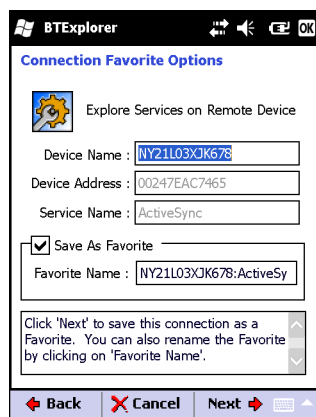 BTExplorer OK
Connection Favorite Options
Explore Services on Remote Device
Device Name : NY21L03XJK678
Device Address : 00247EAC7465
Service Name : ActiveSync
Save As Favorite
Favorite Name : NY21L03XJK678:ActiveSy
Click 'Next' to save this connection as a
Favorite. You can also rename the Favorite
by clicking on 'Favorite Name'.
Back Cancel Next